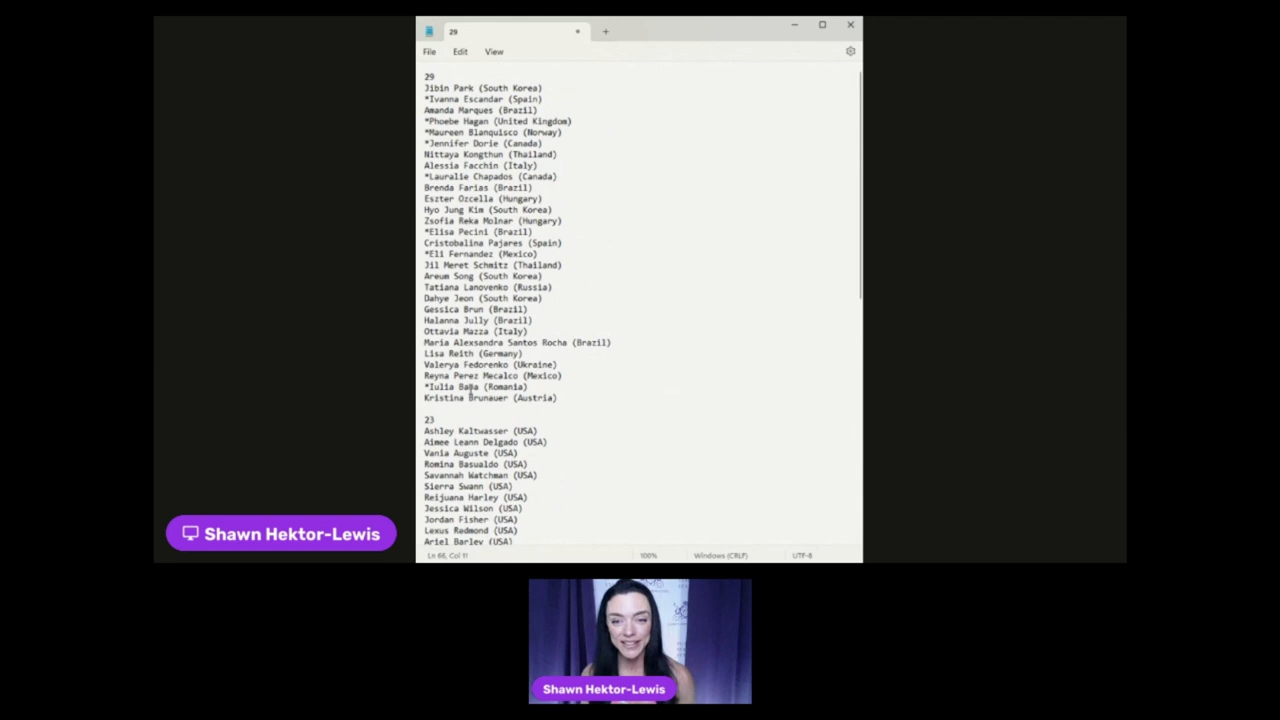 29
File Edit View
29
Jibin Park (South Korea)
*Ivanna Escandar (Spain)
Amanda Marques (Brazil)
*Phoebe Hagan (United Kingdom)
*Maureen Blanquisco (Norway)
*Jennifer Dorie (Canada)
Nittaya Kongthun (Thailand)
Alessia Facchin (Italy)
*Lauralie Chapados (Canada)
Brenda Farias (Brazil)
Eszter Ozcella (Hungary)
Hyo Jung Kim (South Korea)
Zsofia Reka Molnar (Hungary)
*Elisa Pecini (Brazil)
Cristobalina Pajares (Spain)
*Eli Fernandez (Mexico)
Jil Meret Schmitz (Thailand)
Areum Song (South Korea)
Tatiana Lanovenko (Russia)
Dahye Jeon (South Korea)
Gessica Brun (Brazil)
Halanna Jully (Brazil)
Ottavia Mazza (Italy)
Maria Alexsandra Santos Rocha (Brazil)
Lisa Reith (Germany)
Valerya Fedorenko (Ukraine)
Reyna Perez Mecalco (Mexico)
*Iulia (Romania)
Kristina Brunauer (Austria)
23
Ashley Kaltwasser (USA)
Aimee Leann Delgado (USA)
Vania Auguste (USA)
Romina Basualdo (USA)
Savannah Watchman (USA)
Sierra Swann (USA)
Reijuana Harley (USA)
Jessica Wilson (USA)
Jordan Fisher (USA)
Lexus Redmond (USA)
Ariel Barley (USA)
Ln 66, Col 11 100% Windows (CRLF) UTF-8
Shawn Hektor-Lewis
Shawn Hektor-Lewis